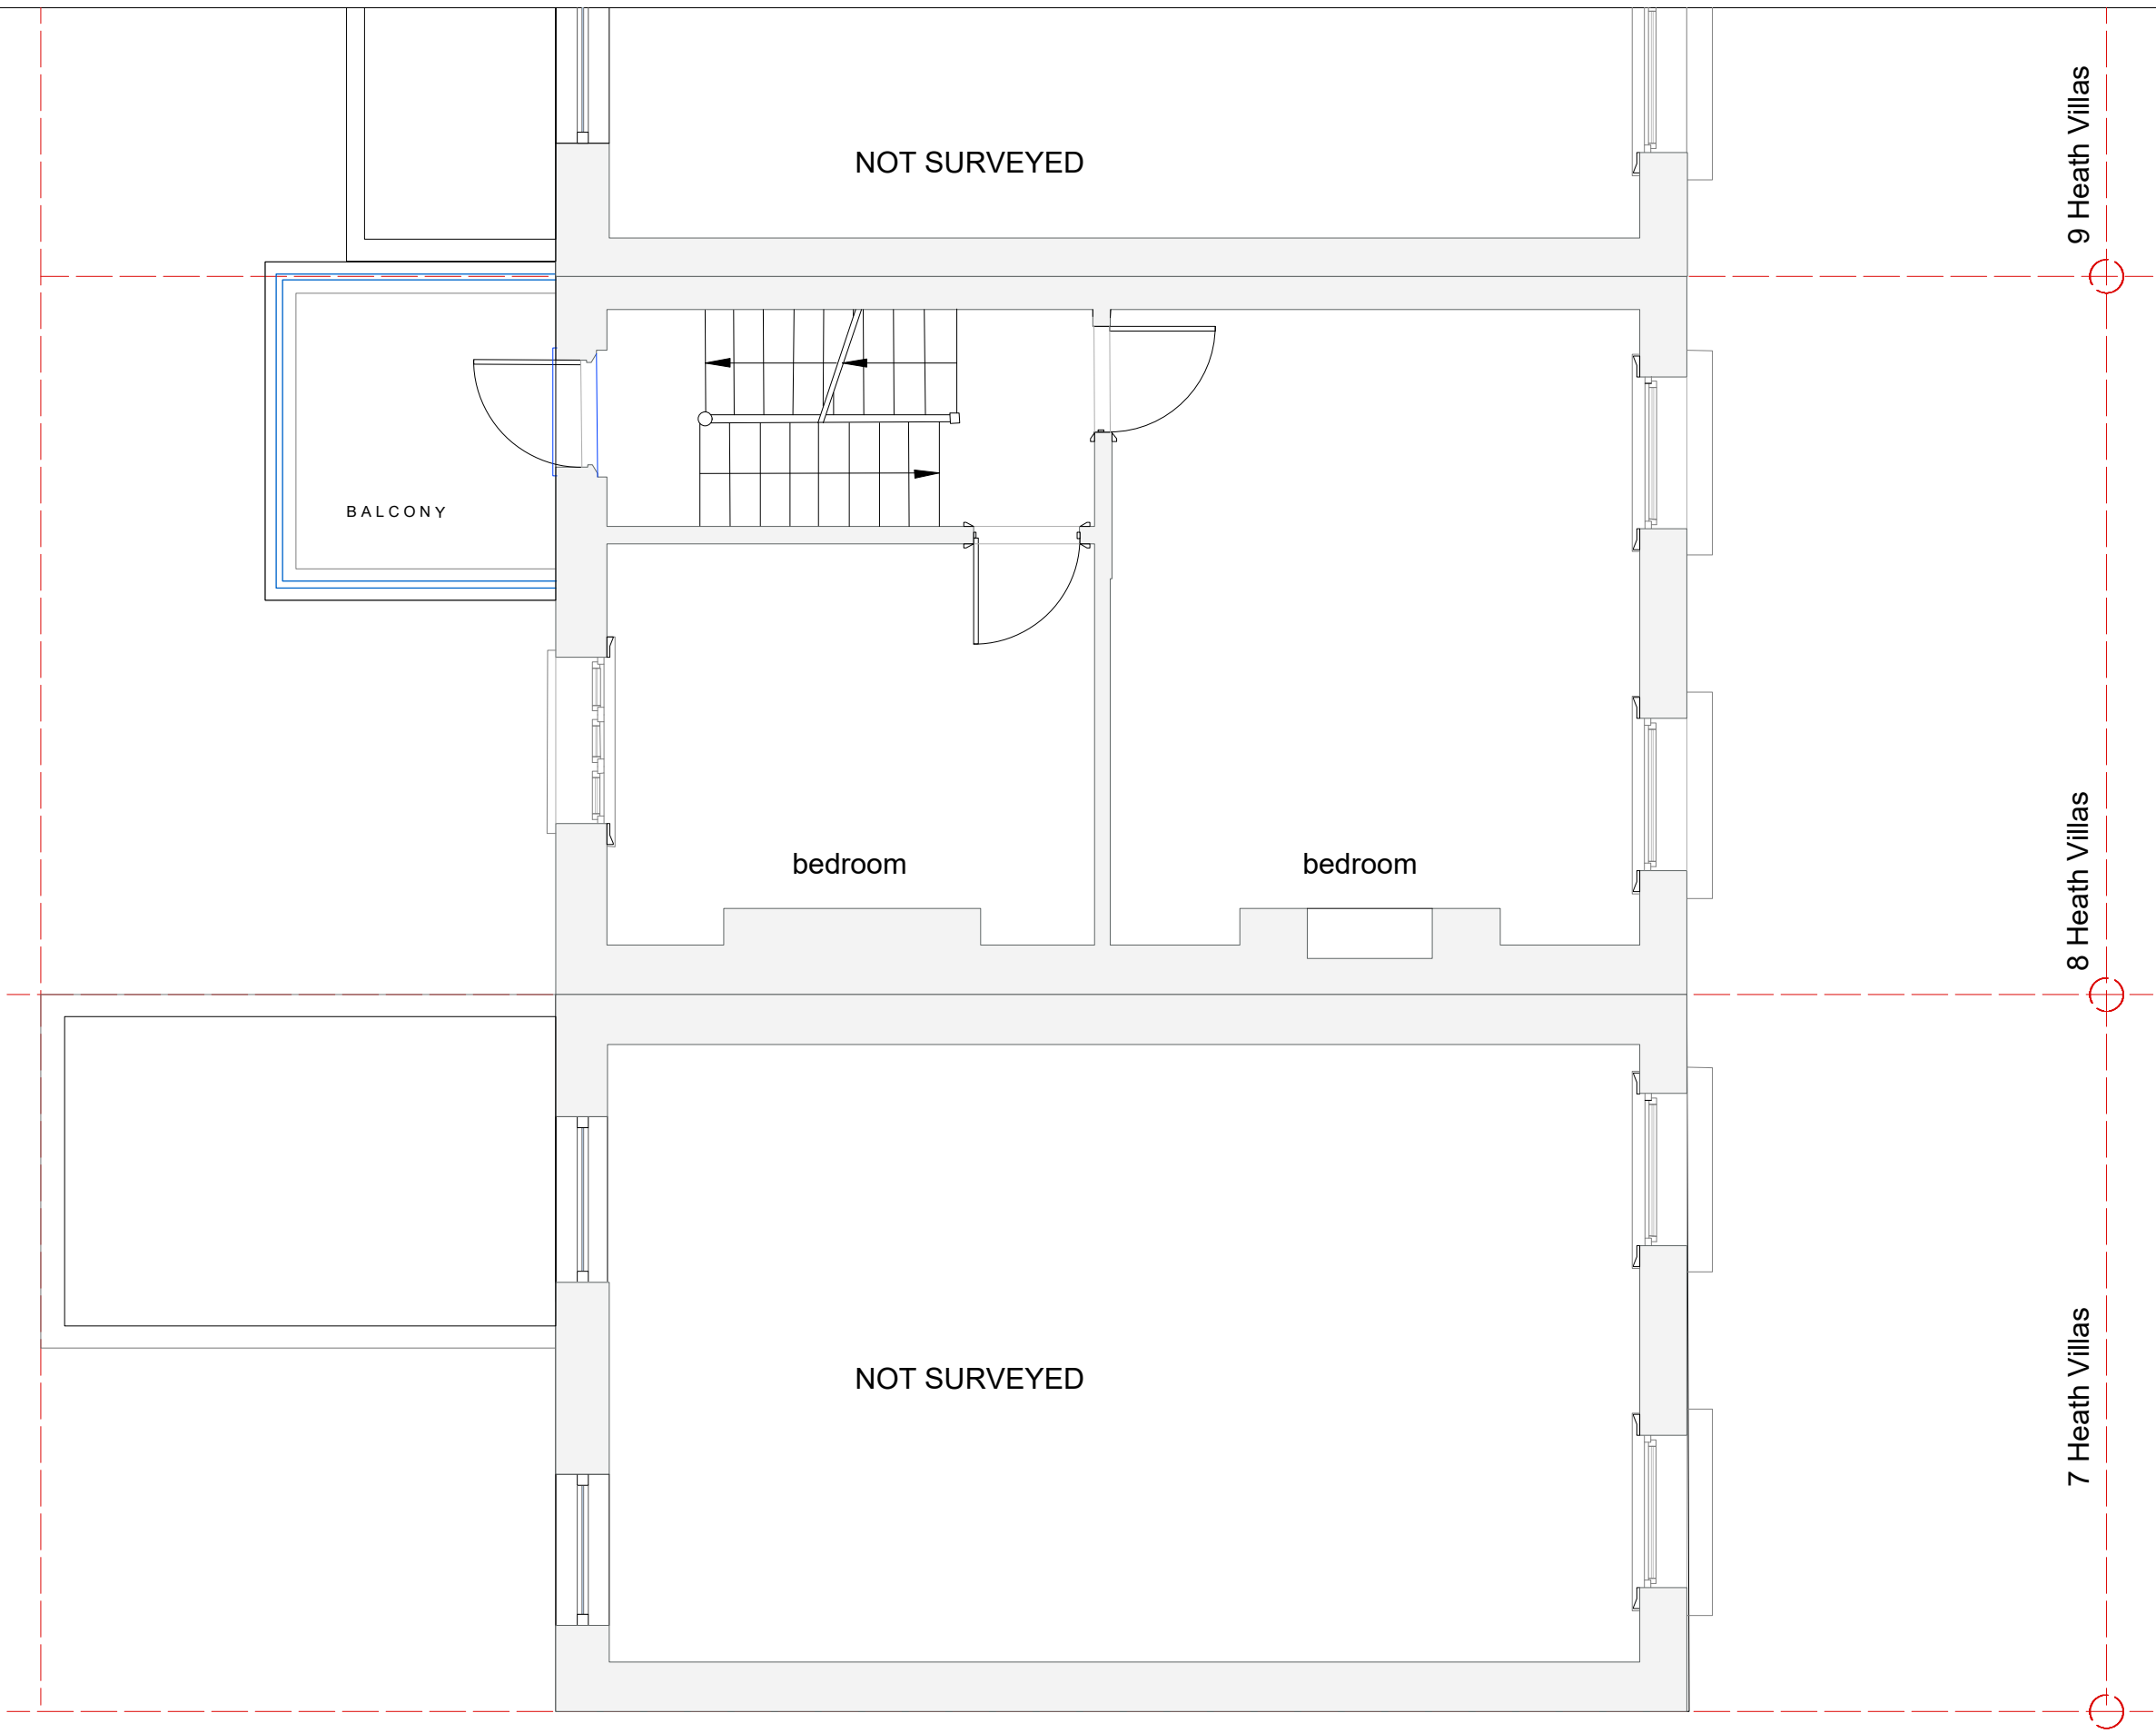 9 Heath Villas
NOT SURVEYED
BALCONY
8 Heath Villas
bedroom
bedroom
NOT SURVEYED
7 Heath Villas